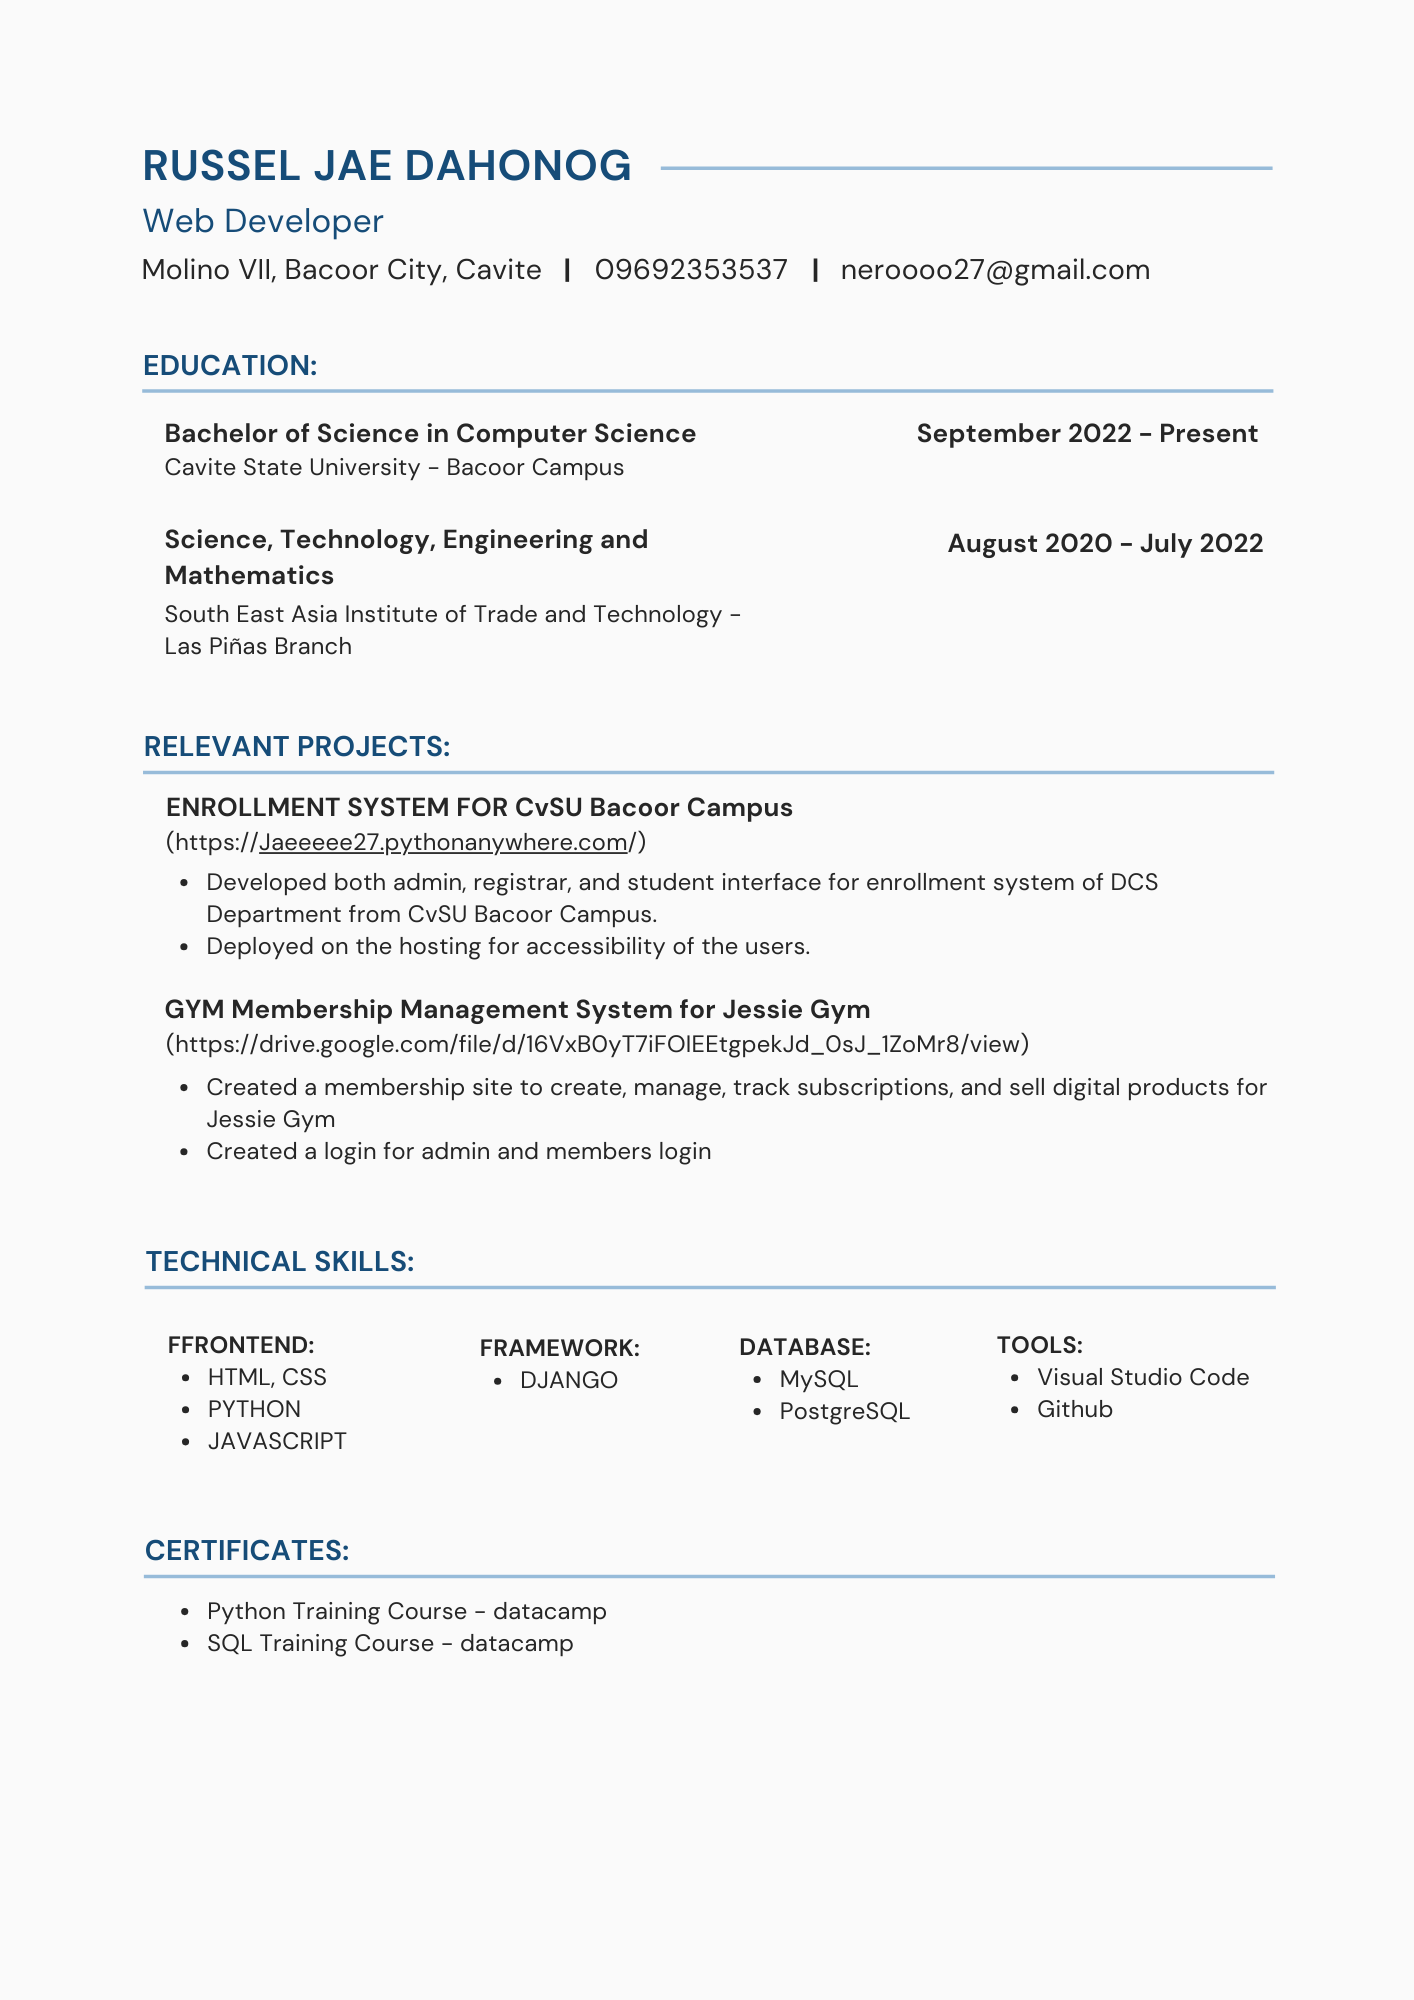 RUSSEL JAE DAHONOG
Web Developer
Molino VII, Bacoor City, Cavite | 09692353537 | neroooo27@gmail.com
EDUCATION:
Bachelor of Science in Computer Science September 2022 - Present
Cavite State University - Bacoor Campus
Science, Technology, Engineering and August 2020 - July 2022
Mathematics
South East Asia Institute of Trade and Technology -
Las Piñas Branch
RELEVANT PROJECTS:
ENROLLMENT SYSTEM FOR CvSU Bacoor Campus
(https://Jaeeeee27.pythonanywhere.com/)
• Developed both admin, registrar, and student interface for enrollment system of DCS
Department from CvSU Bacoor Campus.
• Deployed on the hosting for accessibility of the users.
GYM Membership Management System for Jessie Gym
(https://drive.google.com/file/d/16VxB0yT7iFOIEEtgpekJd_0sJ_1ZoMr8/view)
• Created a membership site to create, manage, track subscriptions, and sell digital products for
Jessie Gym
• Created a login for admin and members login
TECHNICAL SKILLS:
FFRONTEND:
• HTML, CSS
• PYTHON
• JAVASCRIPT
FRAMEWORK:
• DJANGO
DATABASE:
• MySQL
• PostgreSQL
TOOLS:
• Visual Studio Code
• Github
CERTIFICATES:
• Python Training Course - datacamp
• SQL Training Course - datacamp